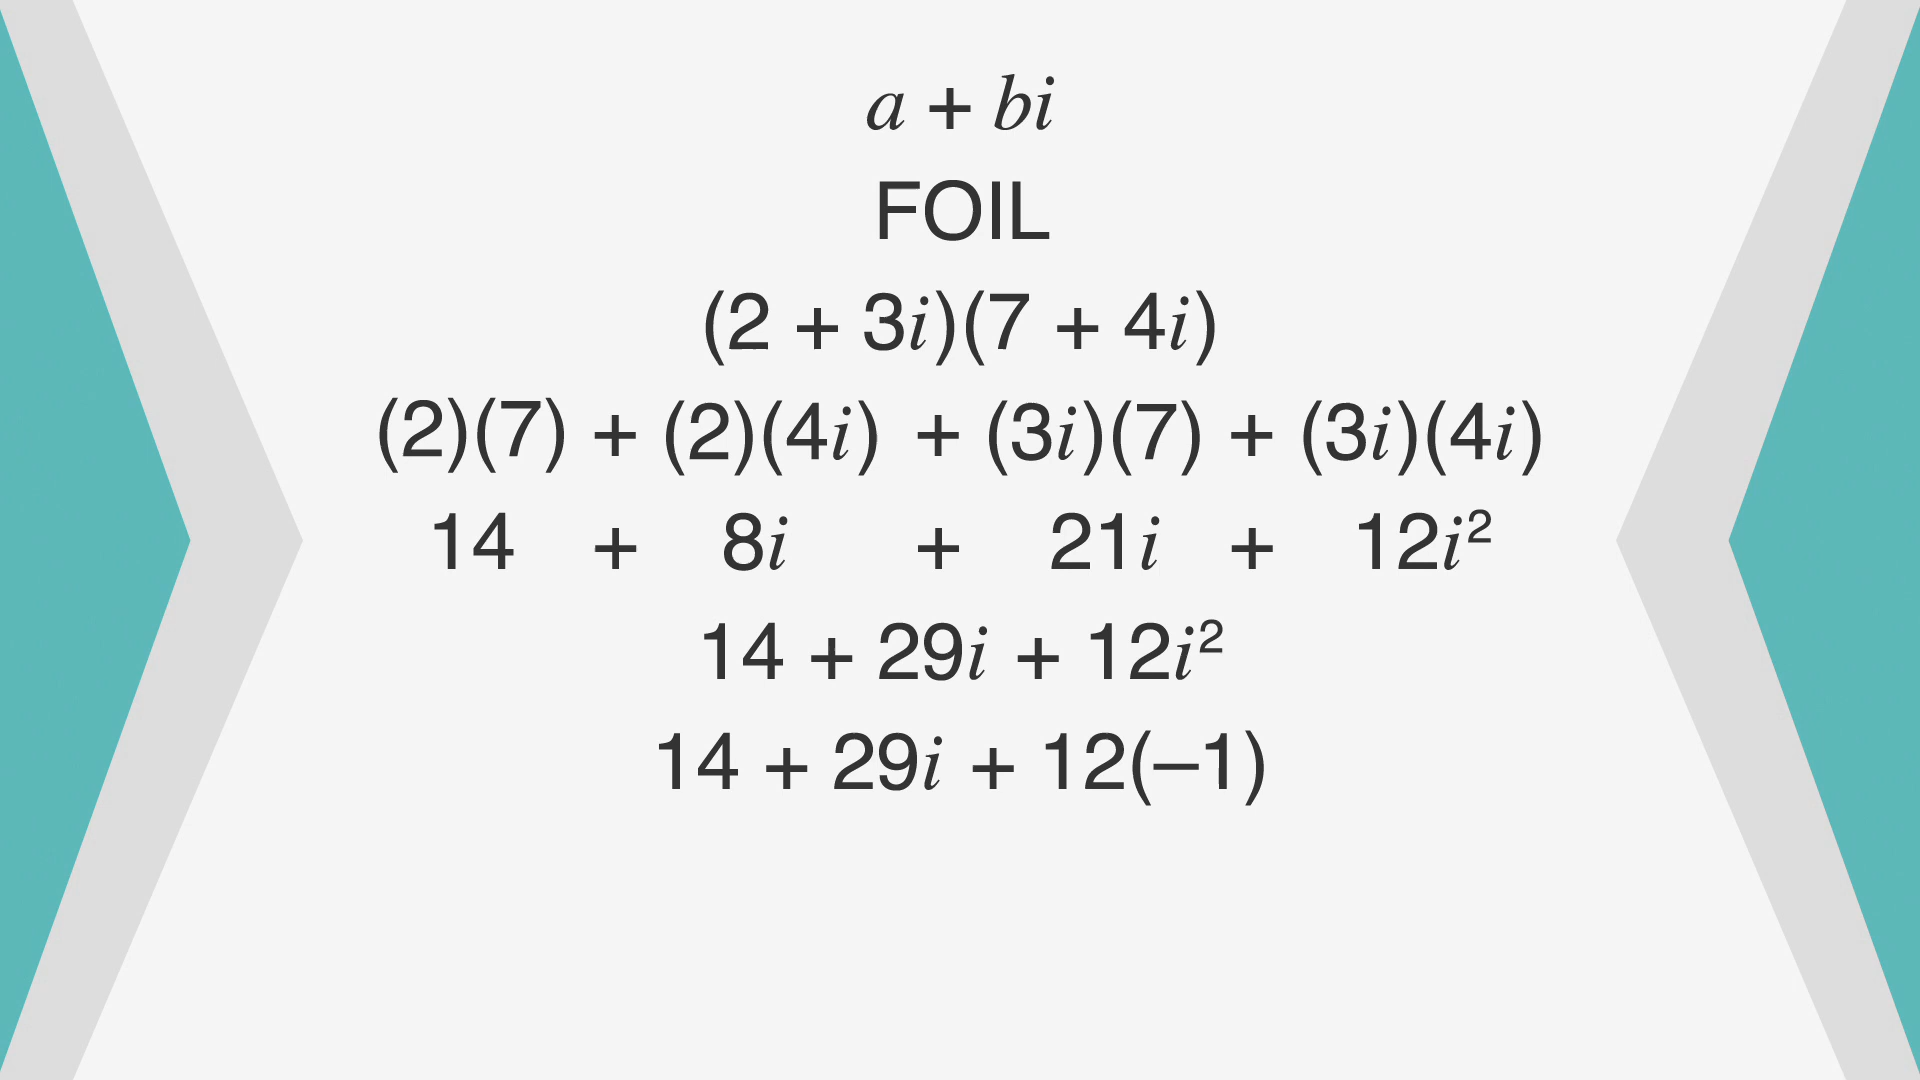 a + bi
FOIL
(2 + 3i)(7 + 4i)
(2)(7) + (2)(4i) + (3i)(7) + (3i)(4i)
14 + 8i + 21i + 12i²
14 + 29i + 12i²
14 + 29i + 12(–1)